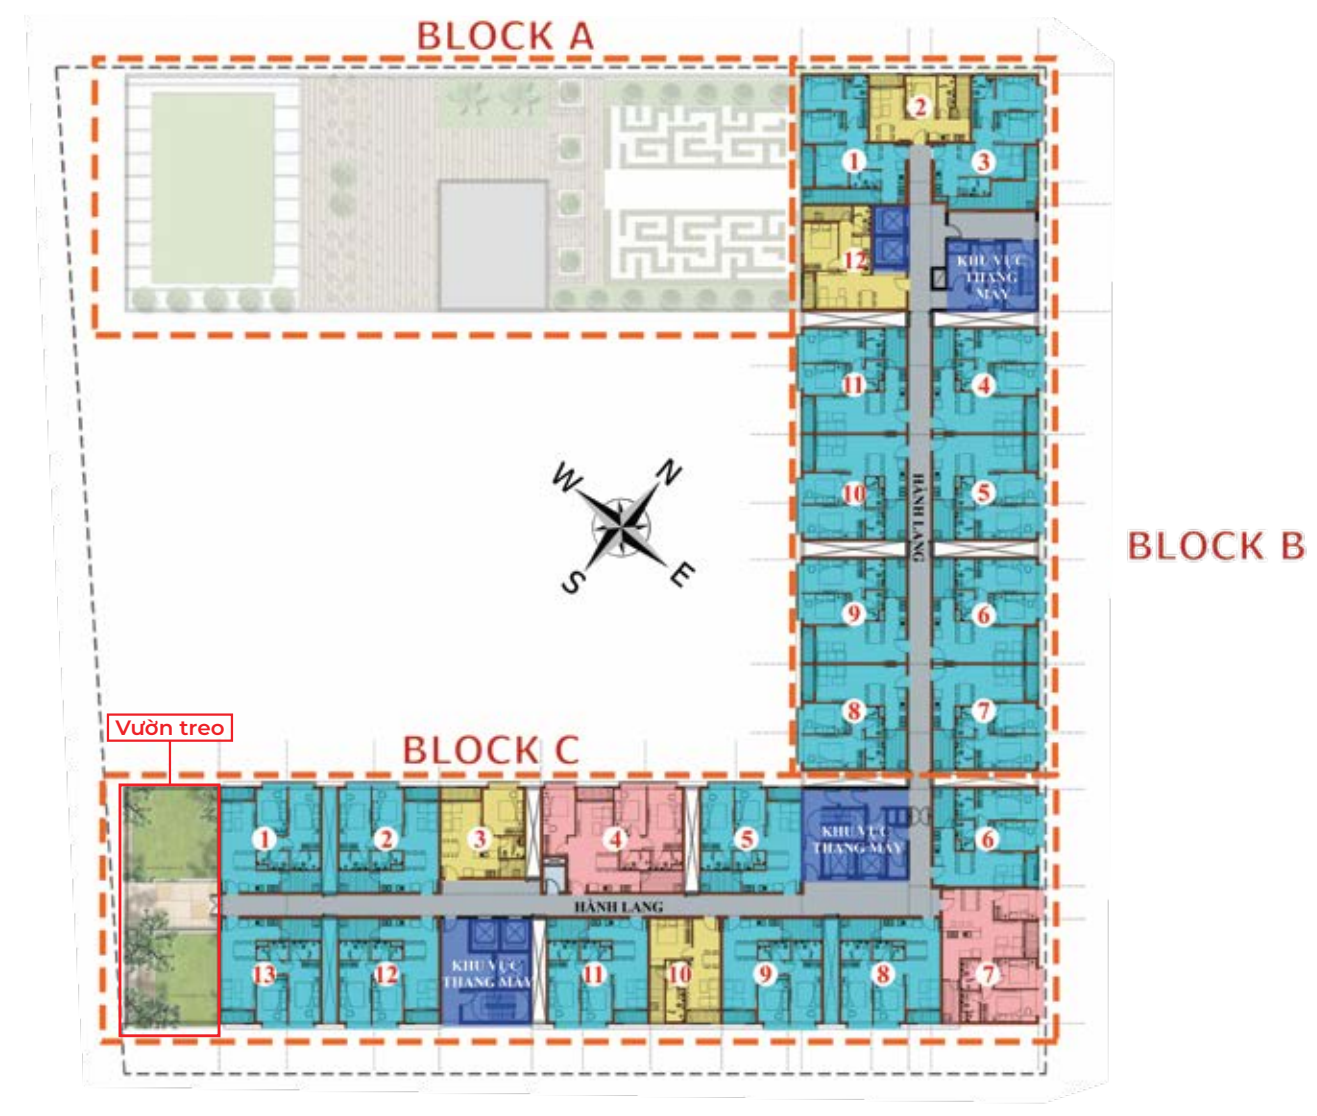 BLOCK A
2
1
3
12
KHU VỰC
THANG
MÁY
11
4
10
5
HÀNH LANG
W
N
S
E
BLOCK B
9
6
8
7
Vườn treo
BLOCK C
1
2
3
4
5
KHU VỰC
THANG MÁY
6
HÀNH LANG
13
12
KHU VỰC
THANG MÁY
11
10
9
8
7